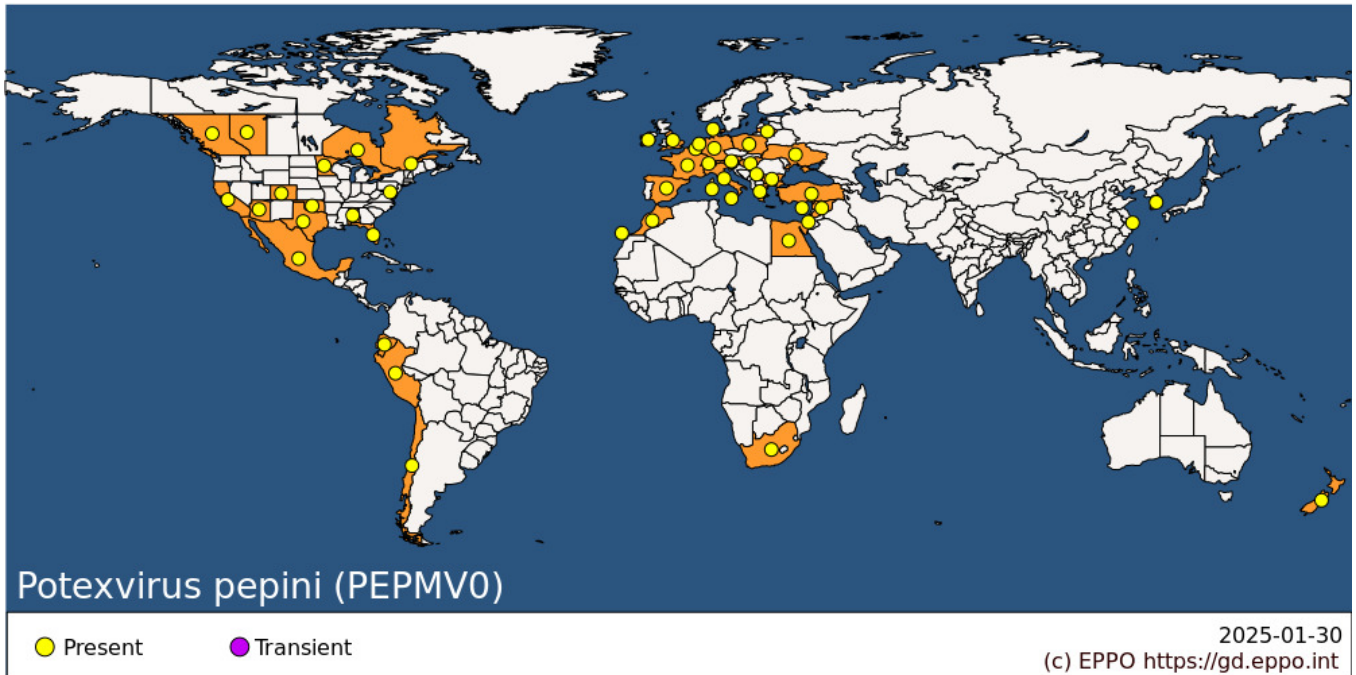 Potexvirus pepini (PEPMV0)
Present
Transient
2025-01-30
(c) EPPO https://gd.eppo.int